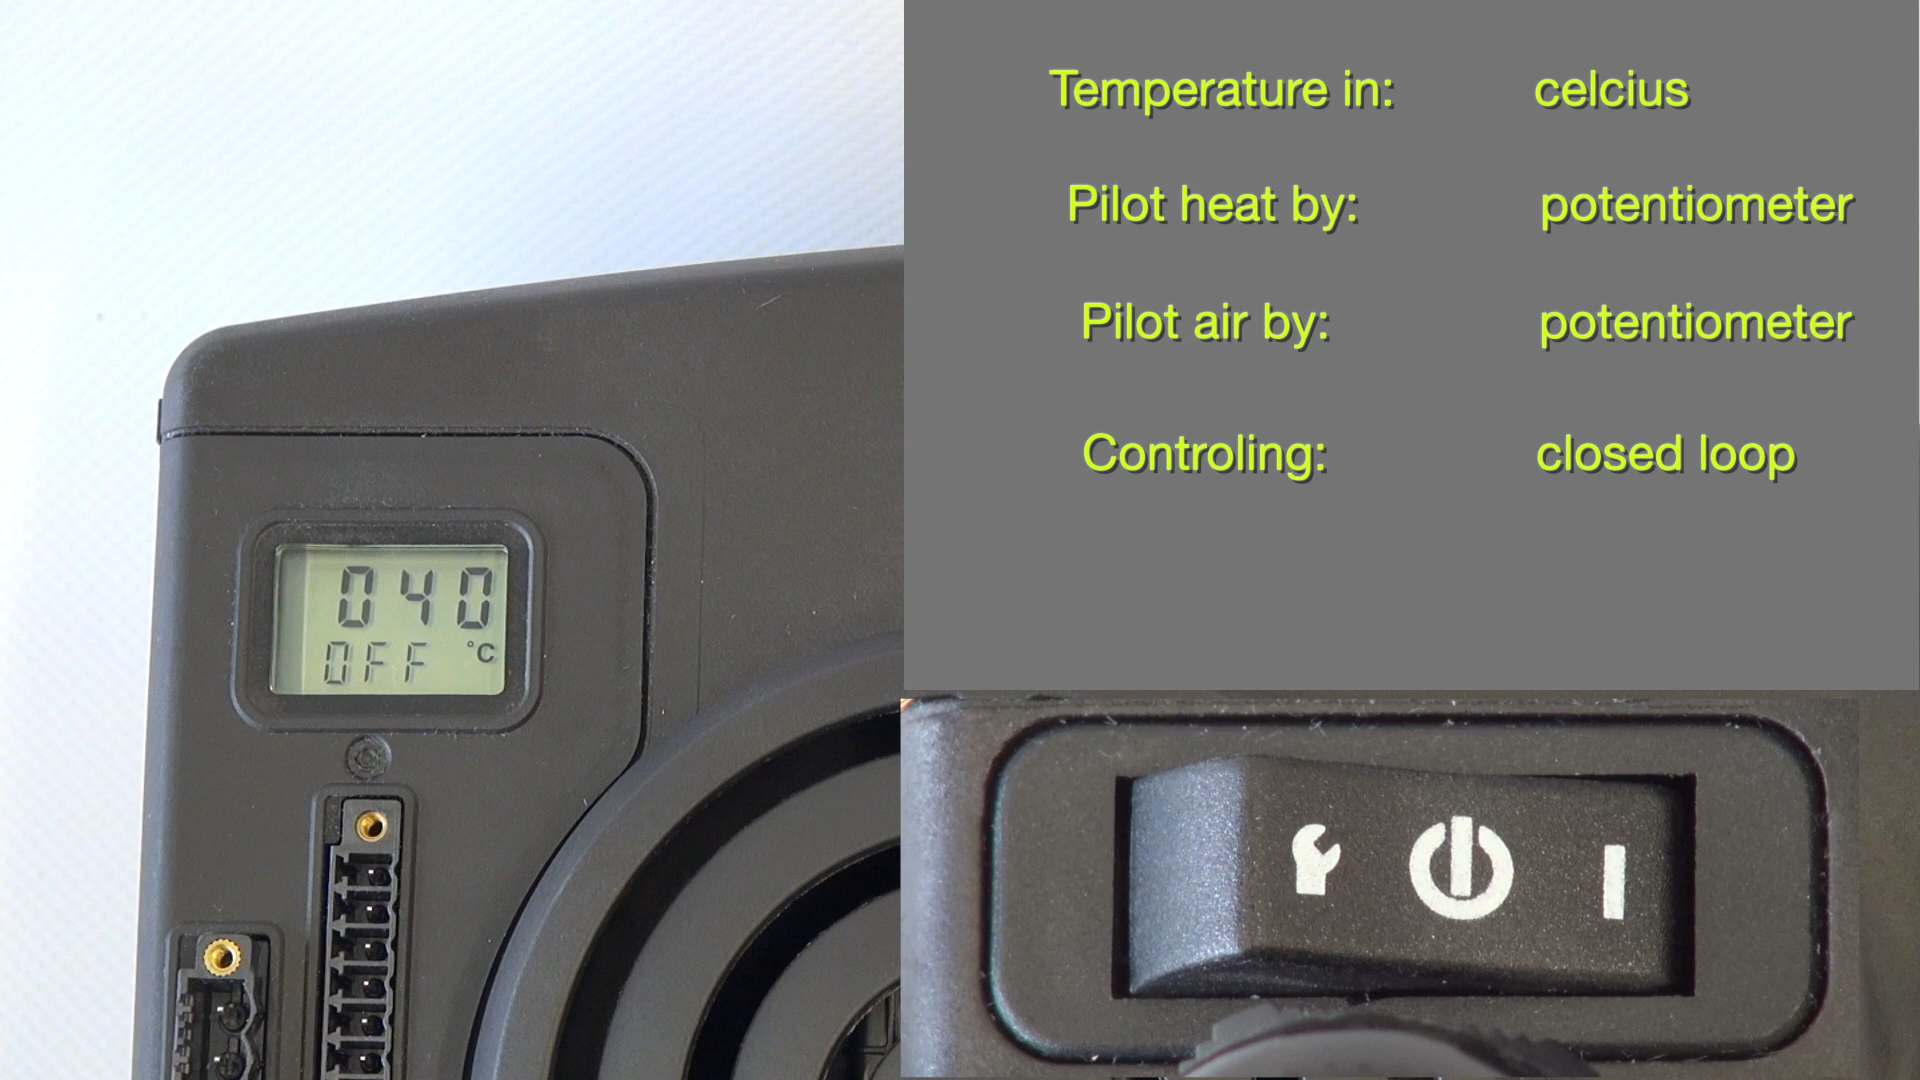 Temperature in: celcius
Pilot heat by: potentiometer
Pilot air by: potentiometer
Controling: closed loop
040
OFF °C